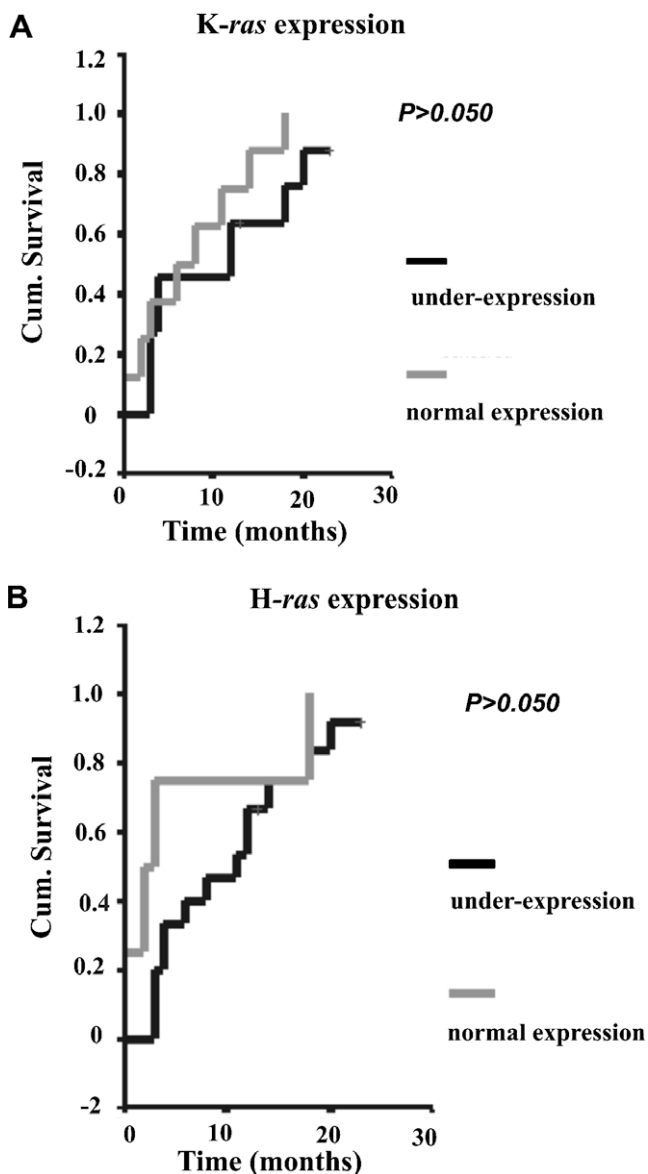 A
K-ras expression
1.2
1.0
0.8
0.6
0.4
0.2
0
-0.2
Cum. Survival
P>0.050
under-expression
normal expression
0 10 20 30
Time (months)
B
H-ras expression
1.2
1.0
0.8
0.6
0.4
0.2
0
-2
Cum. Survival
P>0.050
under-expression
normal expression
0 10 20 30
Time (months)